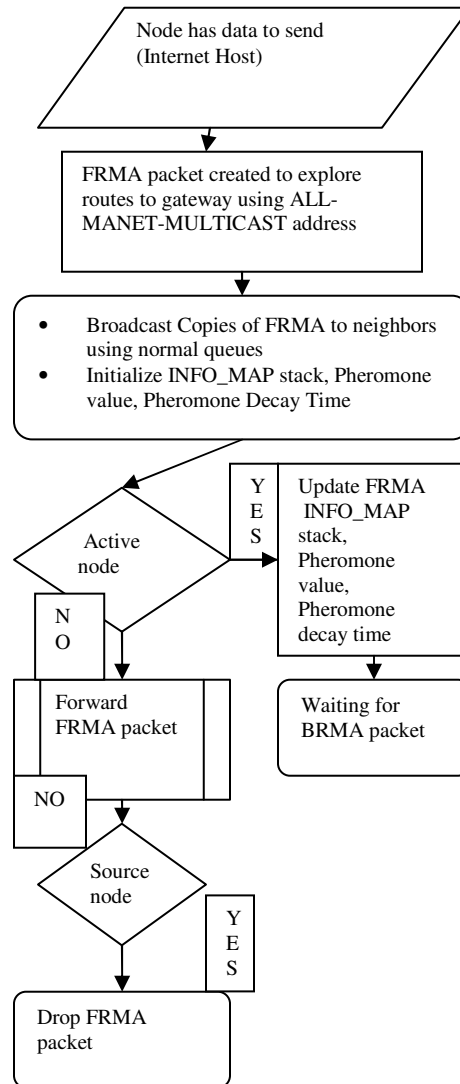 Node has data to send
(Internet Host)
FRMA packet created to explore
routes to gateway using ALL-
MANET-MULTICAST address
• Broadcast Copies of FRMA to neighbors
using normal queues
• Initialize INFO_MAP stack, Pheromone
value, Pheromone Decay Time
Active
node
Y
E
S
Update FRMA
INFO_MAP
stack,
Pheromone
value,
Pheromone
decay time
N
O
Forward
FRMA packet
Waiting for
BRMA packet
NO
Source
node
Y
E
S
Drop FRMA
packet